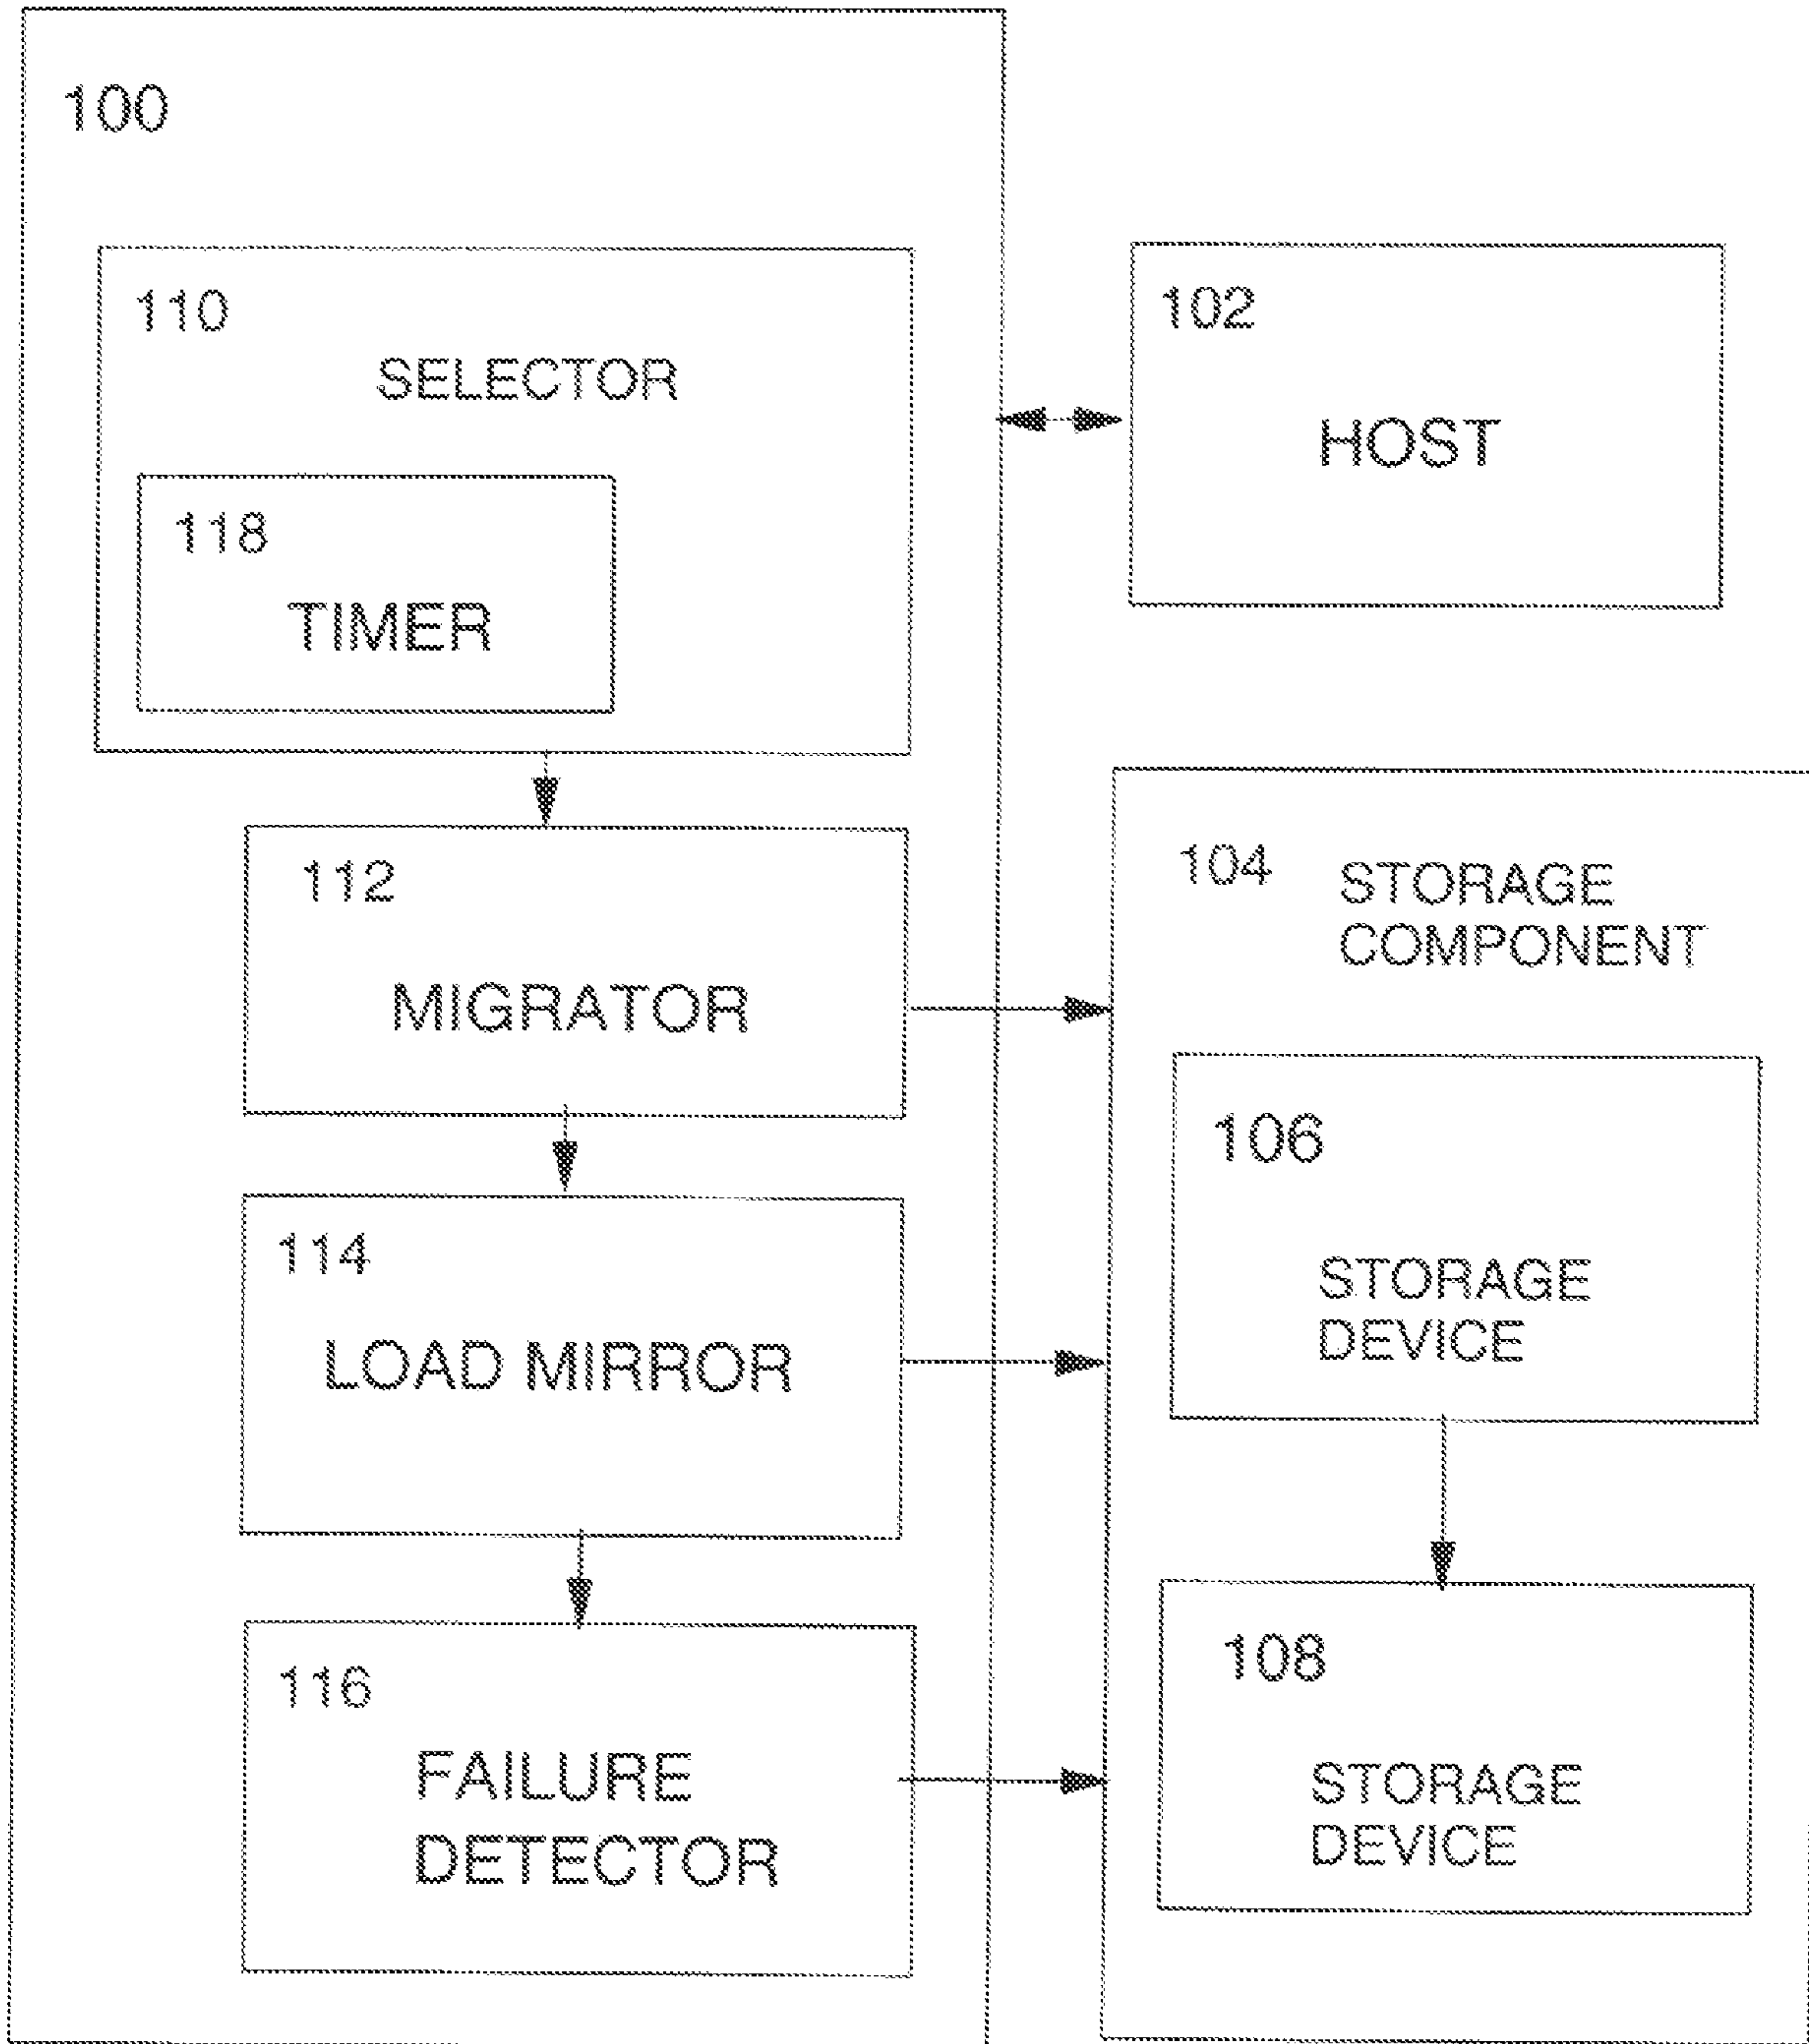 100
110
SELECTOR
118
TIMER
102
HOST
112
MIGRATOR
104
STORAGE
COMPONENT
106
STORAGE
DEVICE
114
LOAD MIRROR
116
FAILURE
DETECTOR
108
STORAGE
DEVICE